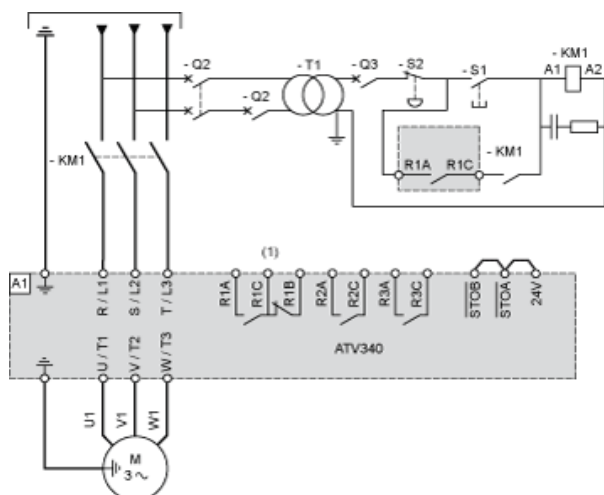 - Q2
- T1
- Q3
- S2
- S1
- KM1
A1
A2
- Q2
- KM1
R1A
R1C
- KM1
(1)
A1
R / L1
S / L2
T / L3
R1A
R1C
R1B
R2A
R2C
R3A
R3C
STOB
STOA
24V
ATV340
U / T1
V / T2
W / T3
U1
V1
W1
M
3 ~